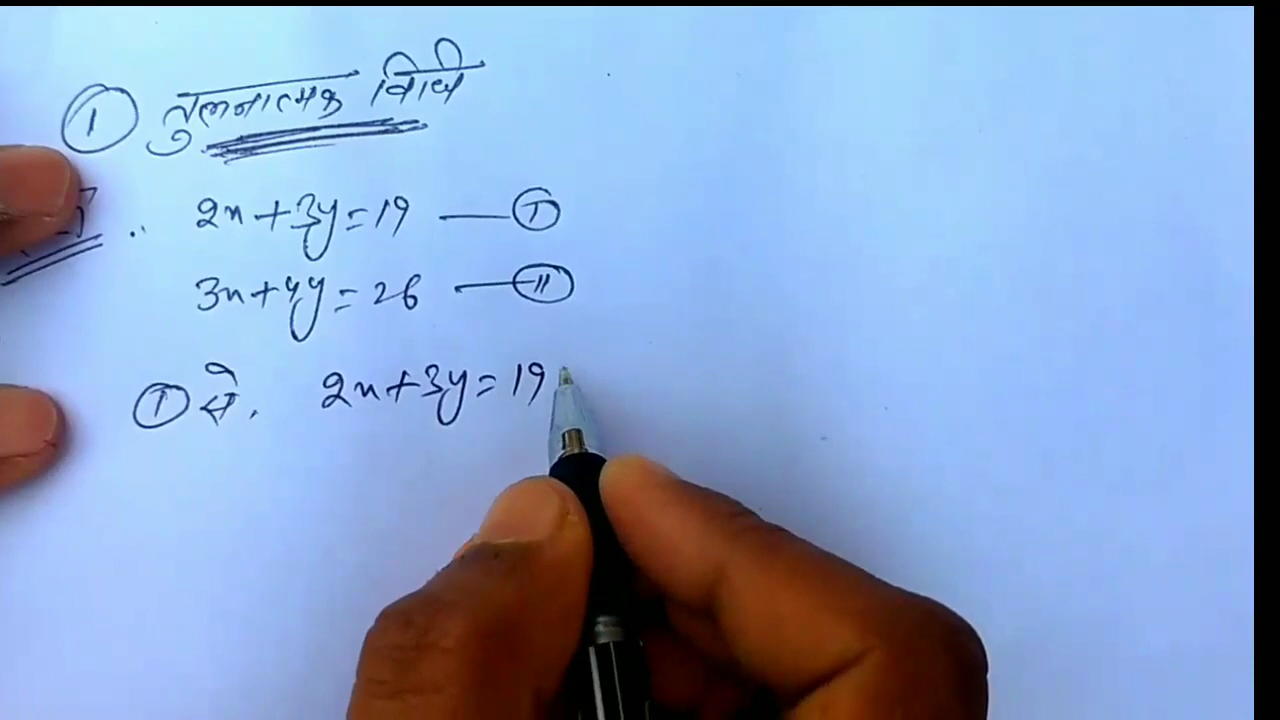 ① तुलनात्मक विधि
2x+3y=19 — Ⓘ
3x+4y=26 — Ⓘⓘ
Ⓘ से, 2x+3y=19